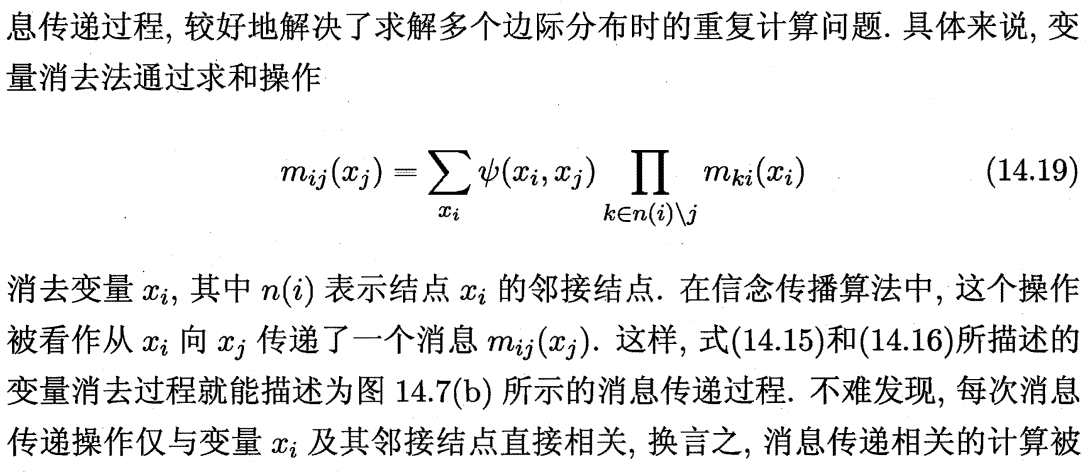 息传递过程, 较好地解决了求解多个边际分布时的重复计算问题. 具体来说, 变
量消去法通过求和操作
m_{ij}(x_j) = \sum_{x_i} \psi(x_i, x_j) \prod_{k \in n(i) \backslash j} m_{ki}(x_i) (14.19)
消去变量 x_i, 其中 n(i) 表示结点 x_i 的邻接结点. 在信念传播算法中, 这个操作
被看作从 x_i 向 x_j 传递了一个消息 m_{ij}(x_j). 这样, 式(14.15)和(14.16)所描述的
变量消去过程就能描述为图 14.7(b) 所示的消息传递过程. 不难发现, 每次消息
传递操作仅与变量 x_i 及其邻接结点直接相关, 换言之, 消息传递相关的计算被